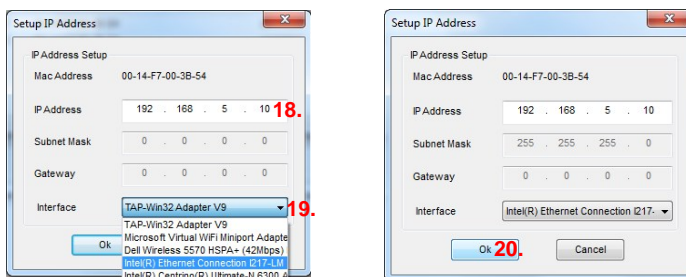 Setup IP Address
x
IP Address Setup
Mac Address 00-14-F7-00-3B-54
IP Address 192 . 168 . 5 . 10 18.
Subnet Mask 0 . 0 . 0 . 0
Gateway 0 . 0 . 0 . 0
Interface TAP-Win32 Adapter V9 19.
TAP-Win32 Adapter V9
Microsoft Virtual WiFi Miniport Adapte
Dell Wireless 5570 HSPA+ (42Mbps)
Ok Intel(R) Ethernet Connection I217-LM
Intel(R) Centrino(R) Ultimate-N 6300 A
Setup IP Address
x
IP Address Setup
Mac Address 00-14-F7-00-3B-54
IP Address 192 . 168 . 5 . 10
Subnet Mask 255 . 255 . 255 . 0
Gateway 0 . 0 . 0 . 0
Interface Intel(R) Ethernet Connection I217-
Ok 20. Cancel